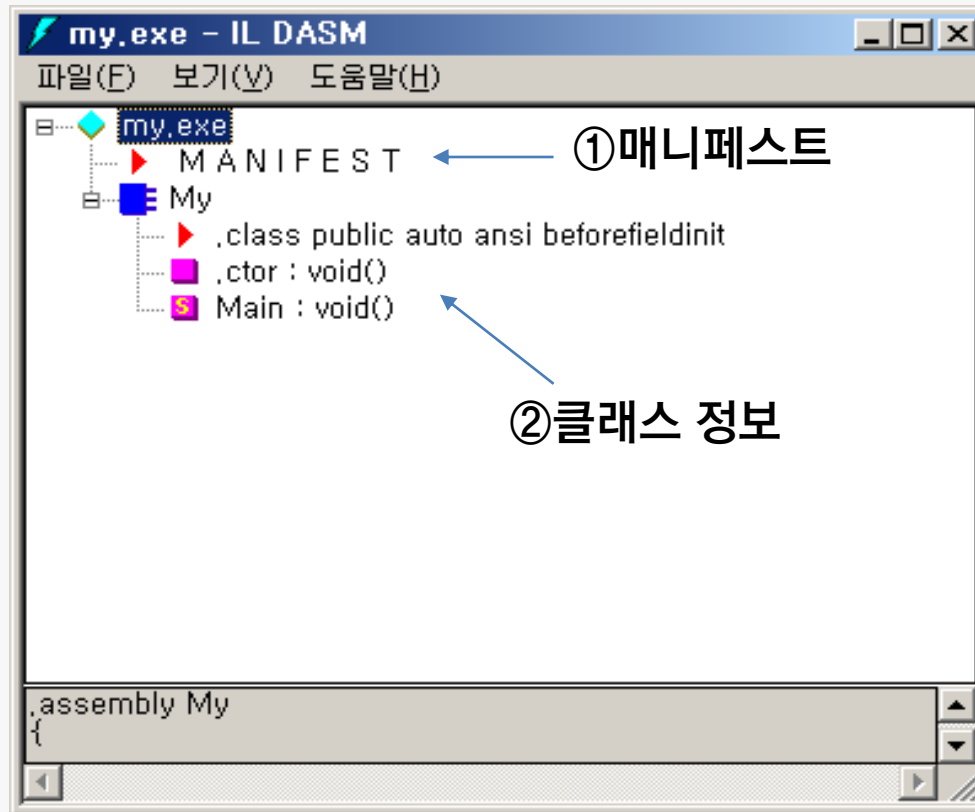 my.exe - IL DASM
파일(F) 보기(V) 도움말(H)
my.exe
①매니페스트
M A N I F E S T
My
.class public auto ansi beforefieldinit
.ctor : void()
S Main : void()
②클래스 정보
.assembly My
{